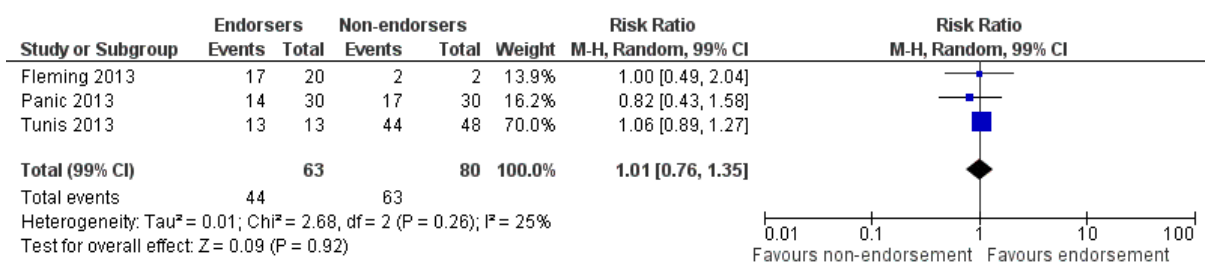 Endorsers Non-endorsers Risk Ratio Risk Ratio
Study or Subgroup Events Total Events Total Weight M-H, Random, 99% CI M-H, Random, 99% CI
Fleming 2013 17 20 2 2 13.9% 1.00 [0.49, 2.04]
Panic 2013 14 30 17 30 16.2% 0.82 [0.43, 1.58]
Tunis 2013 13 13 44 48 70.0% 1.06 [0.89, 1.27]
Total (99% CI) 63 80 100.0% 1.01 [0.76, 1.35]
Total events 44 63
Heterogeneity: Tau² = 0.01; Chi² = 2.68, df = 2 (P = 0.26); I² = 25%
Test for overall effect: Z = 0.09 (P = 0.92)
0.01 0.1 1 10 100
Favours non-endorsement Favours endorsement